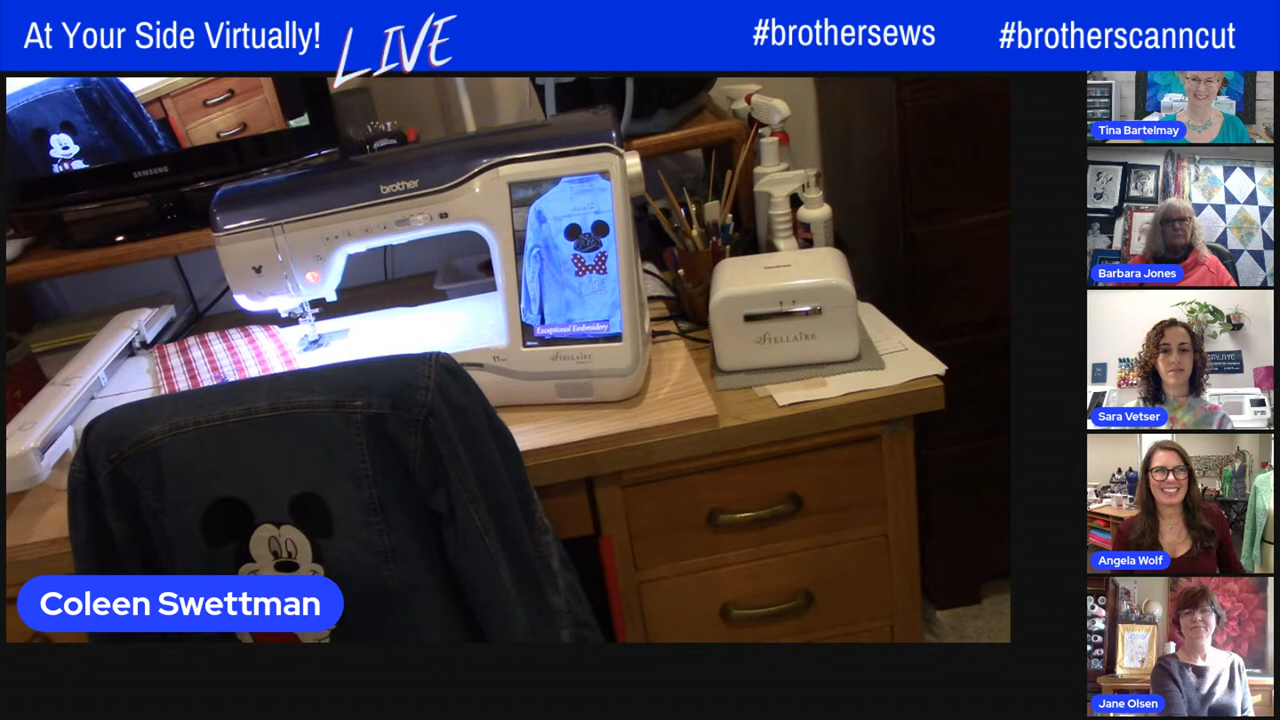 At Your Side Virtually!
LIVE
#brothersews
#brotherscanncut
SAMSUNG
brother
Exceptional Embroidery
STELLAIRE
STELLAIRE
Coleen Swettman
Tina Bartelmay
Barbara Jones
Sara Vetser
Angela Wolf
Jane Olsen